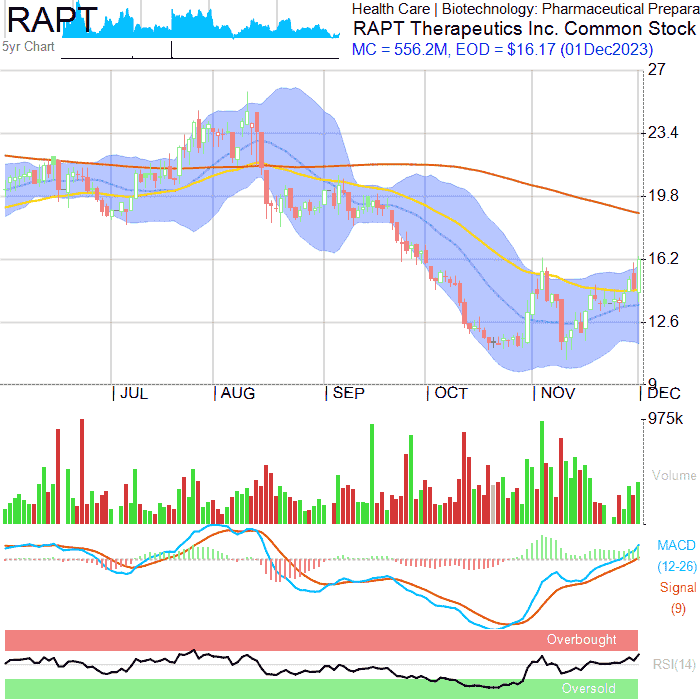 RAPT
Health Care | Biotechnology: Pharmaceutical Prepara
RAPT Therapeutics Inc. Common Stock
5yr Chart
MC = 556.2M, EOD = $16.17 (01Dec2023)
27
23.4
19.8
16.2
12.6
9
JUL AUG SEP OCT NOV DEC
975k
Volume
MACD
(12-26)
Signal
(9)
Overbought
RSI(14)
Oversold